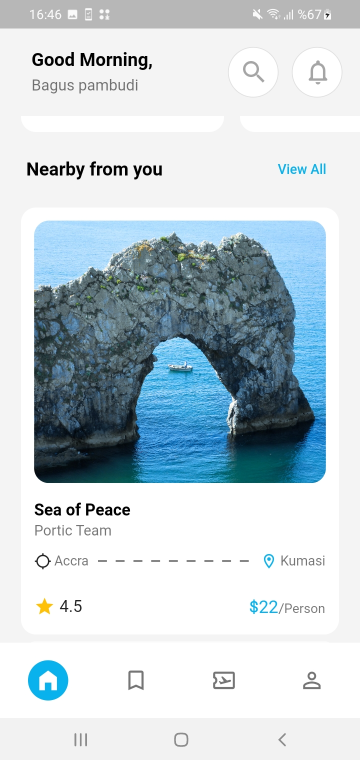 16:46 %67
Good Morning,
Bagus pambudi
Nearby from you View All
Sea of Peace
Portic Team
Accra Kumasi
4.5 $22/Person